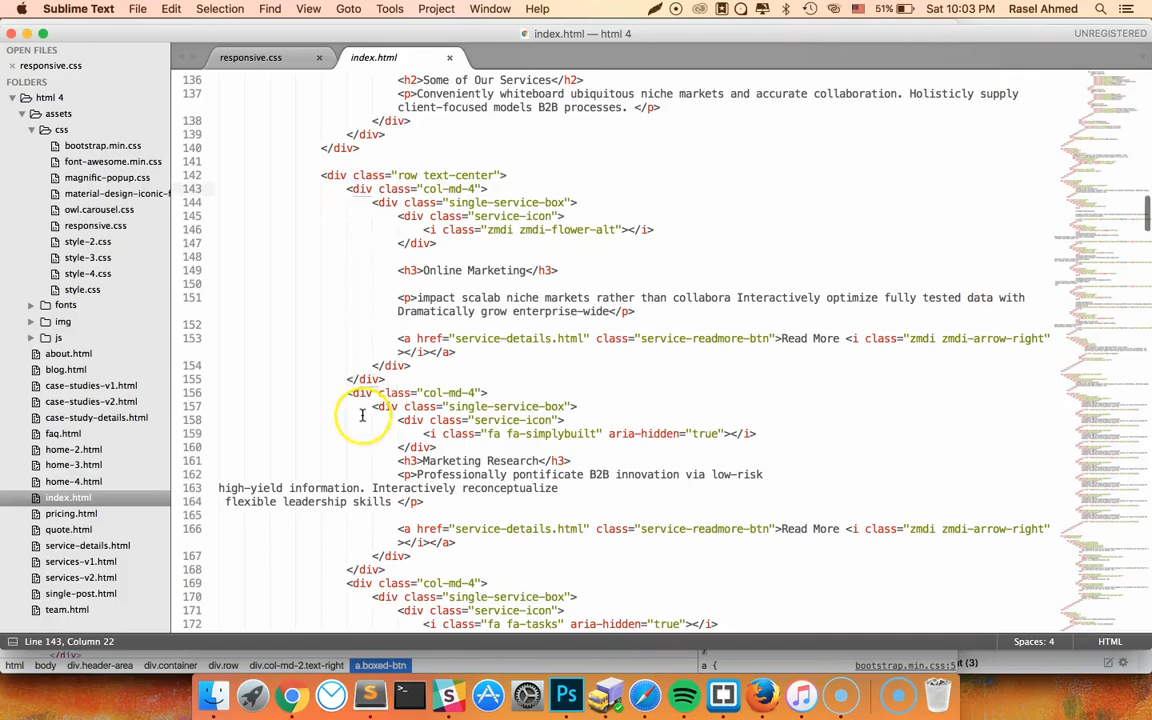 Sublime Text File Edit Selection Find View Goto Tools Project Window Help 51% Sat 10:03 PM Rasel Ahmed
index.html — html 4 UNREGISTERED
OPEN FILES
× responsive.css
FOLDERS
html 4
assets
css
bootstrap.min.css
font-awesome.min.css
magnific-popup.css
material-design-iconic-f
owl.carousel.css
responsive.css
style-2.css
style-3.css
style-4.css
style.css
fonts
img
js
about.html
blog.html
case-studies-v1.html
case-studies-v2.html
case-study-details.html
faq.html
home-2.html
home-3.html
home-4.html
index.html
pricing.html
quote.html
service-details.html
services-v1.html
services-v2.html
single-post.html
team.html
responsive.css × index.html ×
136 <h2>Some of Our Services</h2>
137 <p>Conveniently whiteboard ubiquitous niche markets and accurate collaboration. Holisticly supply
client-focused models B2B processes. </p>
138 </div>
139 </div>
140 </div>
141
142 <div class="row text-center">
143 <div class="col-md-4">
144 <div class="single-service-box">
145 <div class="service-icon">
146 <i class="zmdi zmdi-flower-alt"></i>
147 </div>
148
149 <h3>Online Marketing</h3>
150
151 <p>impact scalab niche markets rather than collabora Interactively optimize fully tested data with
Dramatically grow enterprise-wide</p>
152
153 <a href="service-details.html" class="service-readmore-btn">Read More <i class="zmdi zmdi-arrow-right"
></i></a>
154 </div>
155 </div>
156 <div class="col-md-4">
157 <div class="single-service-box">
158 <div class="service-icon">
159 <i class="fa fa-simplybuilt" aria-hidden="true"></i>
160 </div>
161 <h3>Marketing Research</h3>
162 <p>Professionally pontificate B2B innovation via low-risk
163 high-yield information. Interactively reconceptualize
164 flexible leadership skills.</p>
165
166 <a href="service-details.html" class="service-readmore-btn">Read More <i class="zmdi zmdi-arrow-right"
></i></a>
167 </div>
168 </div>
169 <div class="col-md-4">
170 <div class="single-service-box">
171 <div class="service-icon">
172 <i class="fa fa-tasks" aria-hidden="true"></i>
Line 143, Column 22 Spaces: 4 HTML
</div>
html body div.header-area div.container div.row div.col-md-2.text-right a.boxed-btn a { bootstrap.min.css:5 t (3)